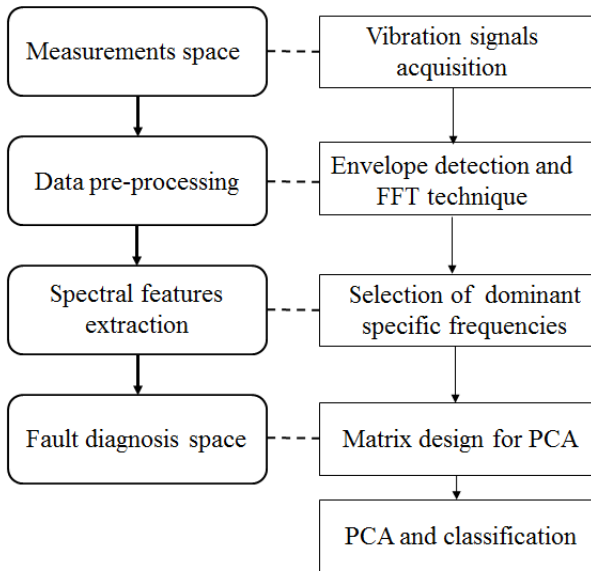 Measurements space
Vibration signals
acquisition
Data pre-processing
Envelope detection and
FFT technique
Spectral features
extraction
Selection of dominant
specific frequencies
Fault diagnosis space
Matrix design for PCA
PCA and classification